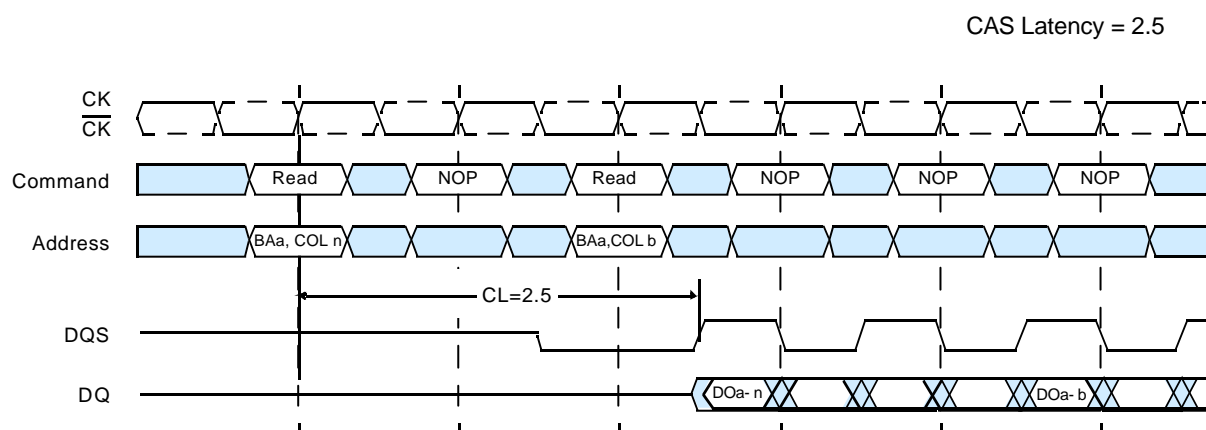 CAS Latency = 2.5
CK
CK
Command Read NOP Read NOP NOP NOP
Address BAa, COL n BAa,COL b
CL=2.5
DQS
DQ DOa- n DOa- b